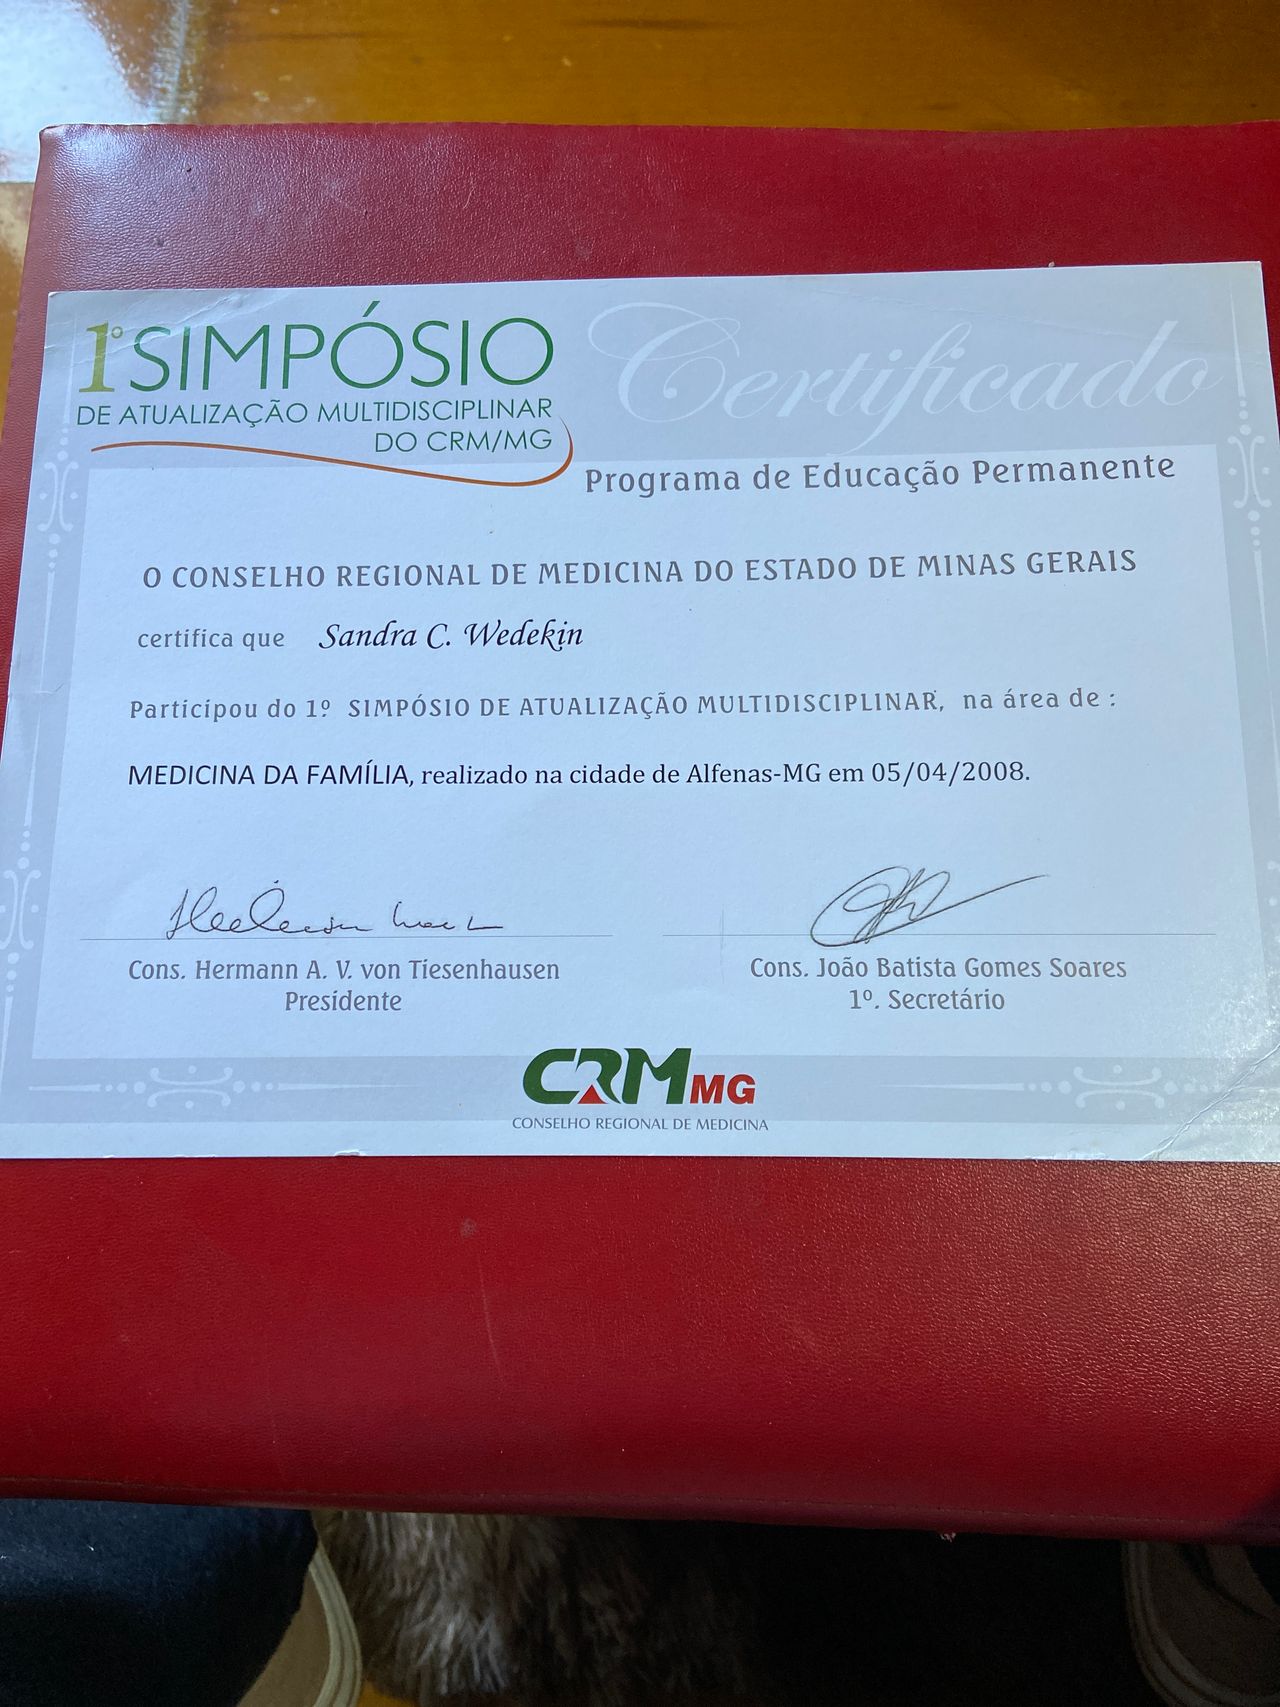 1º SIMPÓSIO
DE ATUALIZAÇÃO MULTIDISCIPLINAR
DO CRM/MG
Certificado
Programa de Educação Permanente
O CONSELHO REGIONAL DE MEDICINA DO ESTADO DE MINAS GERAIS
certifica que Sandra C. Wedekin
Participou do 1º SIMPÓSIO DE ATUALIZAÇÃO MULTIDISCIPLINAR, na área de :
MEDICINA DA FAMÍLIA, realizado na cidade de Alfenas-MG em 05/04/2008.
Cons. Hermann A. V. von Tiesenhausen
Presidente
Cons. João Batista Gomes Soares
1º. Secretário
CRM MG
CONSELHO REGIONAL DE MEDICINA